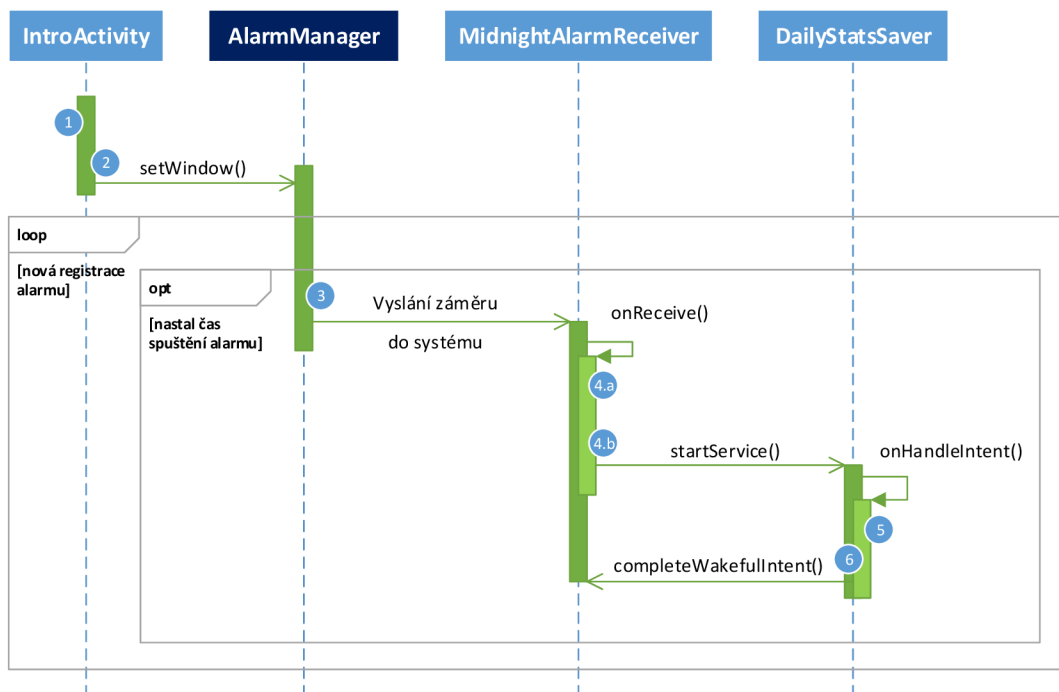 IntroActivity
AlarmManager
MidnightAlarmReceiver
DailyStatsSaver
1
2
setWindow()
loop
[nová registrace
alarmu]
opt
[nastal čas
spuštění alarmu]
3
Vyslání záměru
do systému
onReceive()
4.a
4.b
startService()
onHandleIntent()
5
6
completeWakefulIntent()